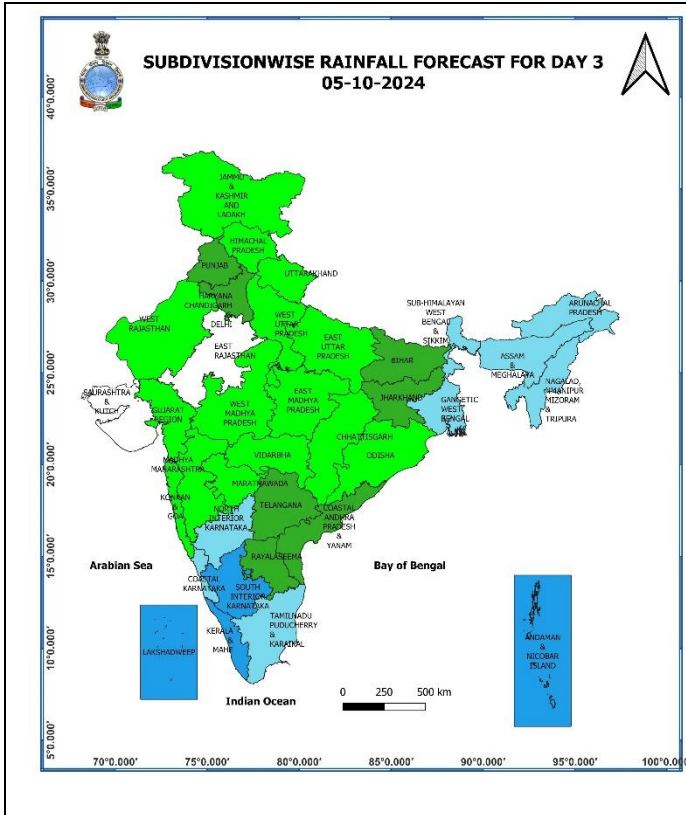 SUBDIVISIONWISE RAINFALL FORECAST FOR DAY 3
05-10-2024
40°0.000'
35°0.000'
30°0.000'
25°0.000'
20°0.000'
15°0.000'
10°0.000'
5°0.000'
JAMMU
&
KASHMIR
AND
LADAKH
HIMACHAL
PRADESH
PUNJAB
UTTARAKHAND
HARYANA
CHANDIGARH
DELHI
WEST
RAJASTHAN
WEST
UTTAR
PRADESH
EAST
RAJASTHAN
EAST
UTTAR
PRADESH
SUB-HIMALAYAN
WEST
BENGAL
&
SIKKIM
ARUNACHAL
PRADESH
BIHAR
ASSAM
&
MEGHALAYA
NAGALAD,
MANIPUR
MIZORAM
&
TRIPURA
SAURASHTRA
&
KUTCH
GUJARAT
REGION
WEST
MADHYA
PRADESH
EAST
MADHYA
PRADESH
JHARKHAND
GANGETIC
WEST
BENGAL
CHHATTISGARH
ODISHA
VIDARBHA
MADHYA
MAHARASHTRA
MARATHAWADA
KONKAN
&
GOA
NORTH
INTERIOR
KARNATAKA
TELANGANA
COASTAL
ANDHRA
PRADESH
&
YANAM
RAYALASEEMA
Arabian Sea
Bay of Bengal
COASTAL
KARNATAKA
SOUTH
INTERIOR
KARNATAKA
TAMILNADU
PUDUCHERRY
&
KARAIKAL
KERALA
&
MAHE
LAKSHADWEEP
ANDAMAN
&
NICOBAR
ISLAND
Indian Ocean
0 250 500 km
70°0.000' 75°0.000' 80°0.000' 85°0.000' 90°0.000' 95°0.000' 100°0.000'